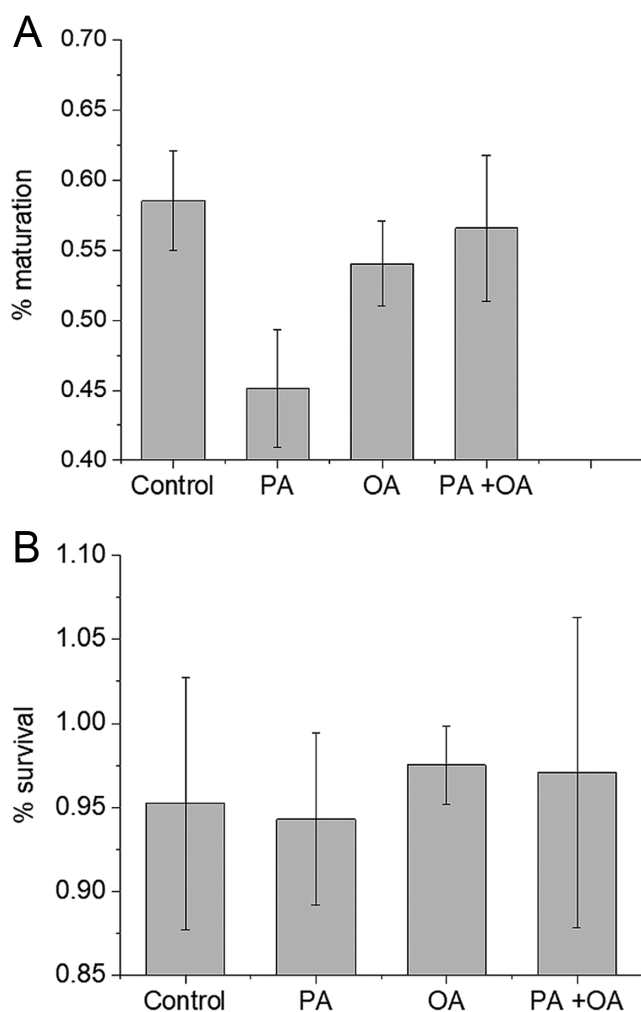 A
0.70
0.65
0.60
0.55
0.50
0.45
0.40
% maturation
Control PA OA PA +OA
B
1.10
1.05
1.00
0.95
0.90
0.85
% survival
Control PA OA PA +OA